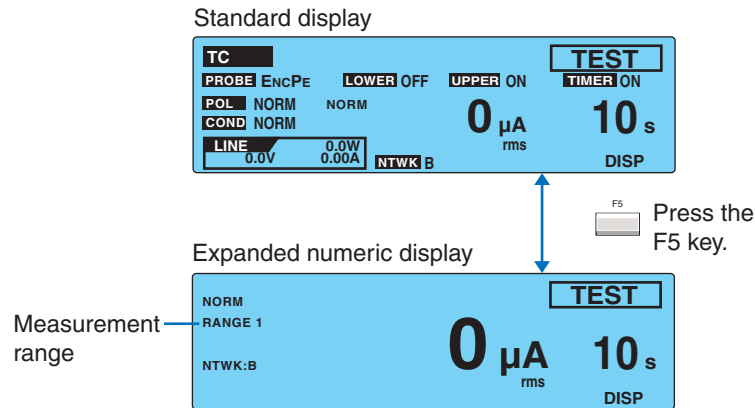 Standard display
TC TEST
PROBE ENCPE LOWER OFF UPPER ON TIMER ON
POL NORM NORM
COND NORM
0 µA rms
10 s
LINE 0.0W
0.0V 0.00A
NTWK B
DISP
F5
Press the
F5 key.
Expanded numeric display
NORM
TEST
Measurement
range
RANGE 1
0 µA rms
10 s
NTWK:B
DISP